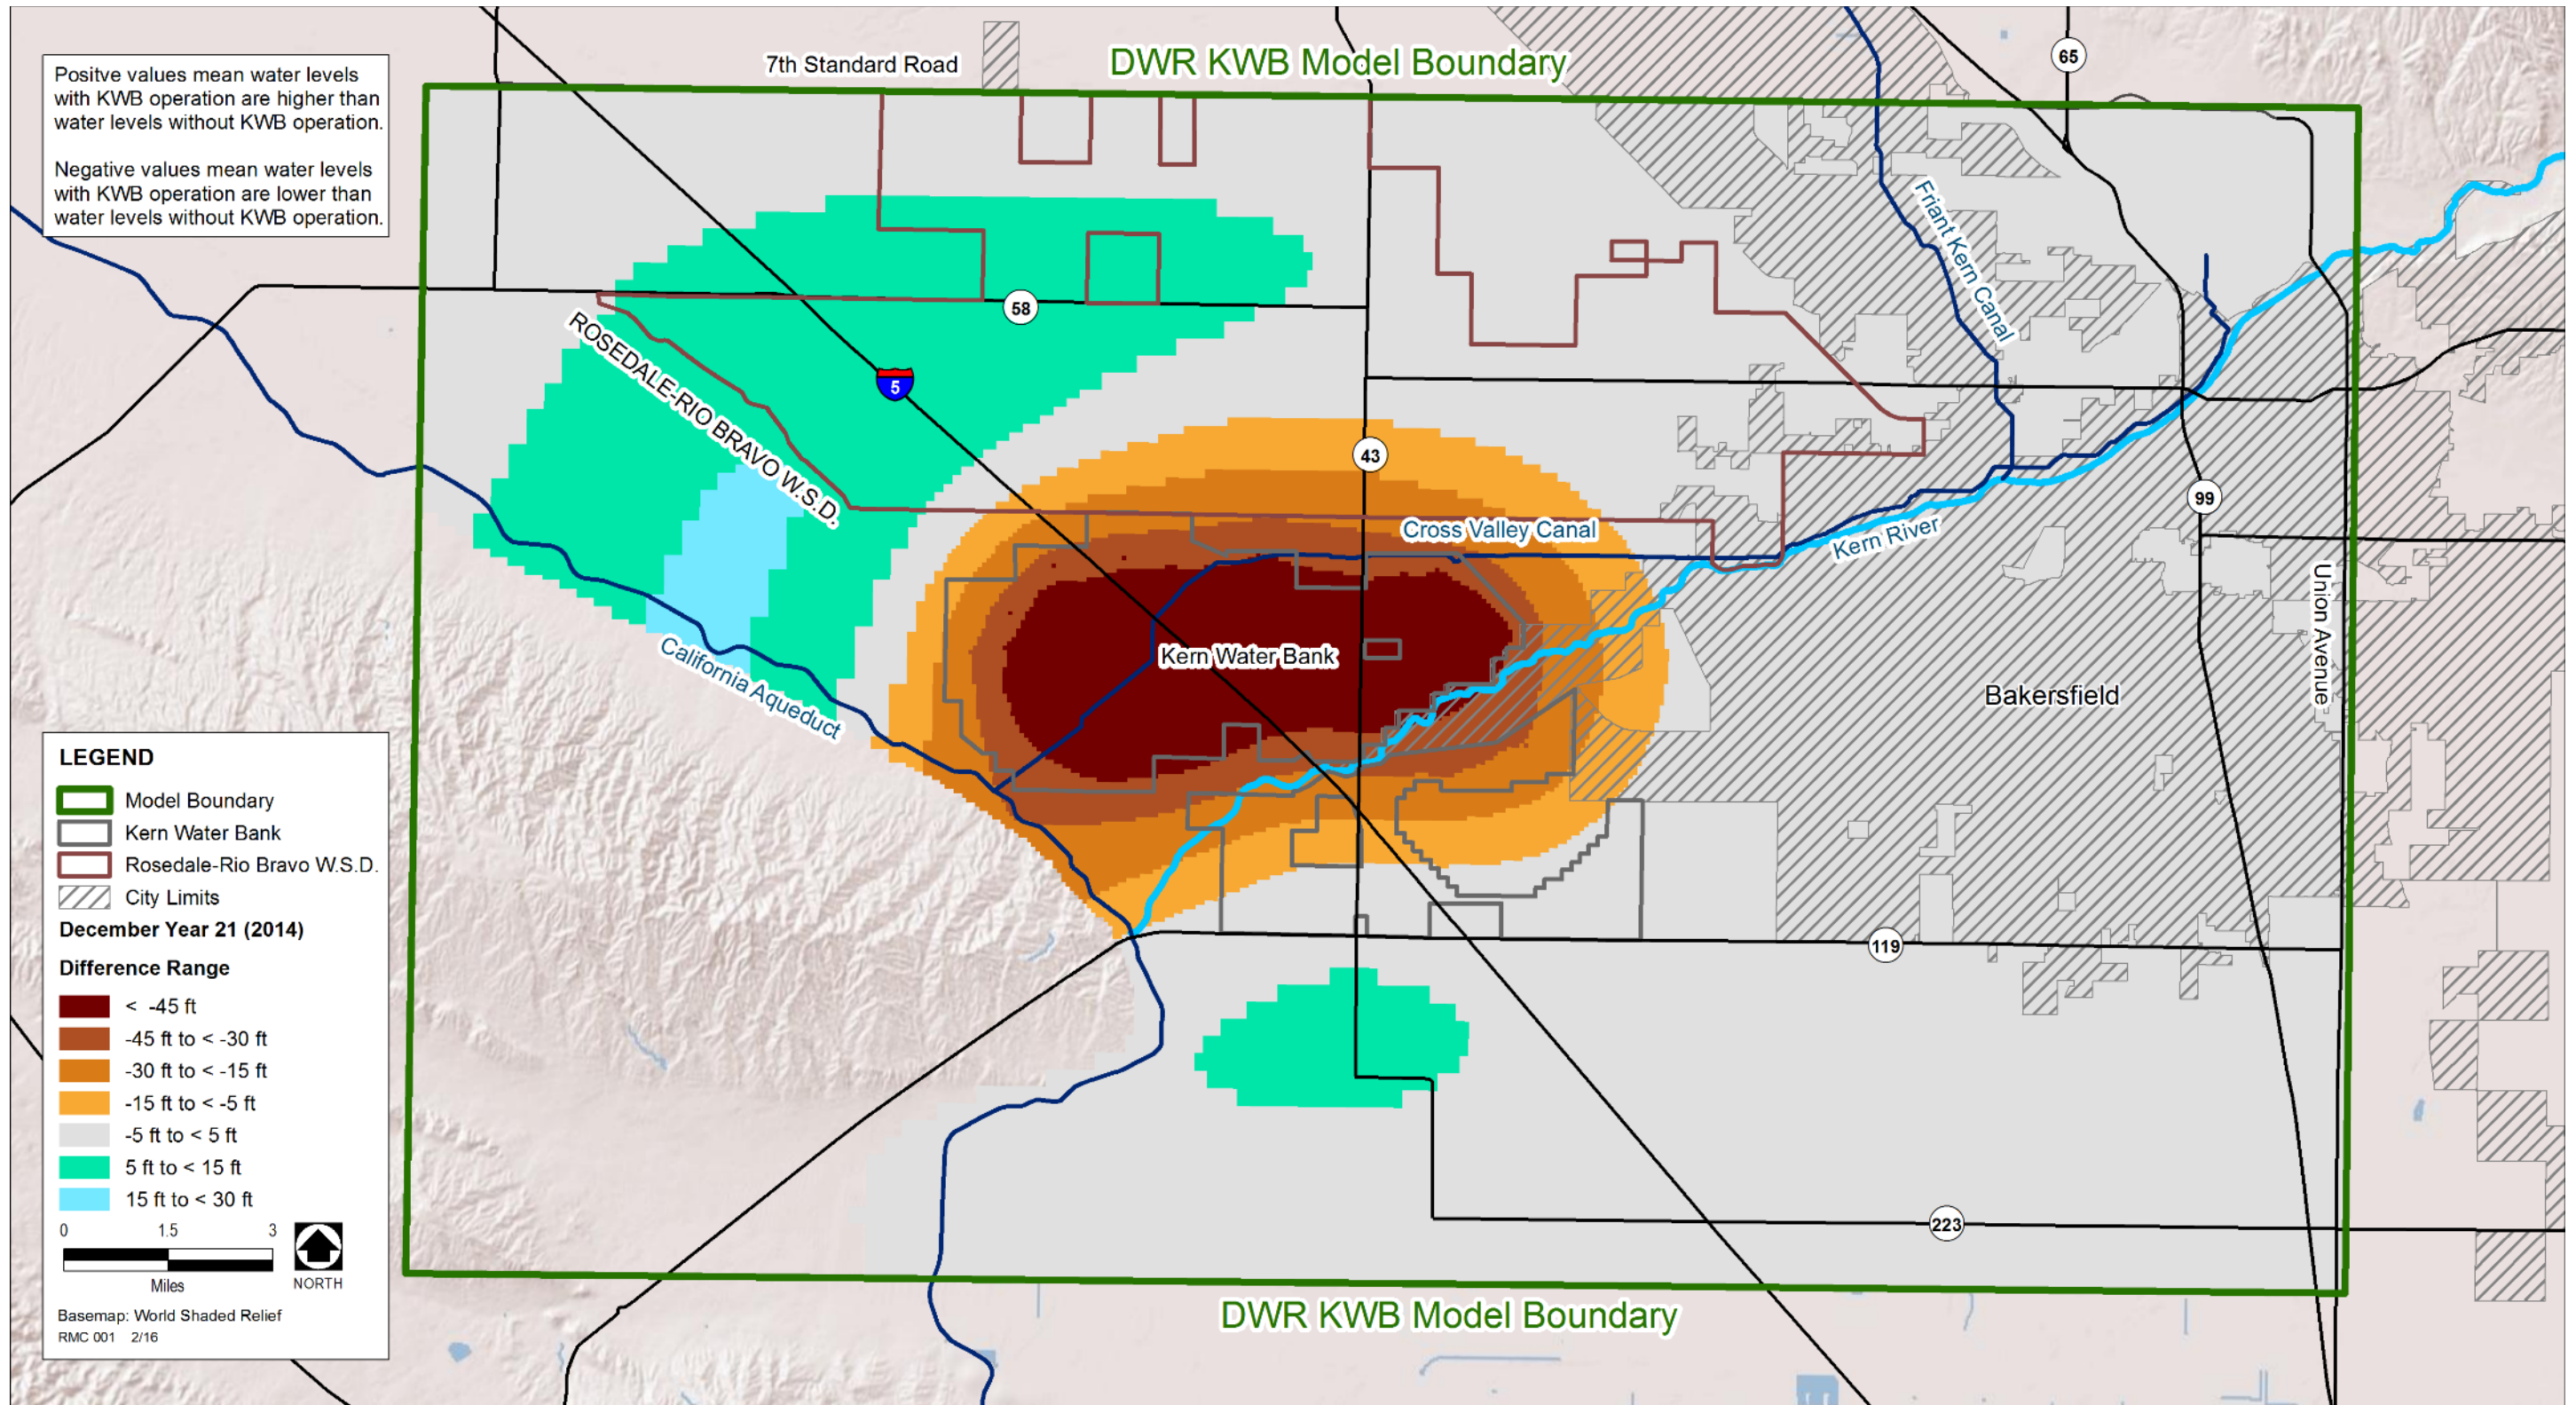 Positve values mean water levels
with KWB operation are higher than
water levels without KWB operation.
Negative values mean water levels
with KWB operation are lower than
water levels without KWB operation.
7th Standard Road
DWR KWB Model Boundary
65
Friant Kern Canal
58
ROSEDALE-RIO BRAVO W.S.D.
5
43
99
Cross Valley Canal
Kern River
Union Avenue
Kern Water Bank
California Aqueduct
Bakersfield
119
223
DWR KWB Model Boundary
LEGEND
Model Boundary
Kern Water Bank
Rosedale-Rio Bravo W.S.D.
City Limits
December Year 21 (2014)
Difference Range
< -45 ft
-45 ft to < -30 ft
-30 ft to < -15 ft
-15 ft to < -5 ft
-5 ft to < 5 ft
5 ft to < 15 ft
15 ft to < 30 ft
0 1.5 3
Miles
NORTH
Basemap: World Shaded Relief
RMC 001 2/16